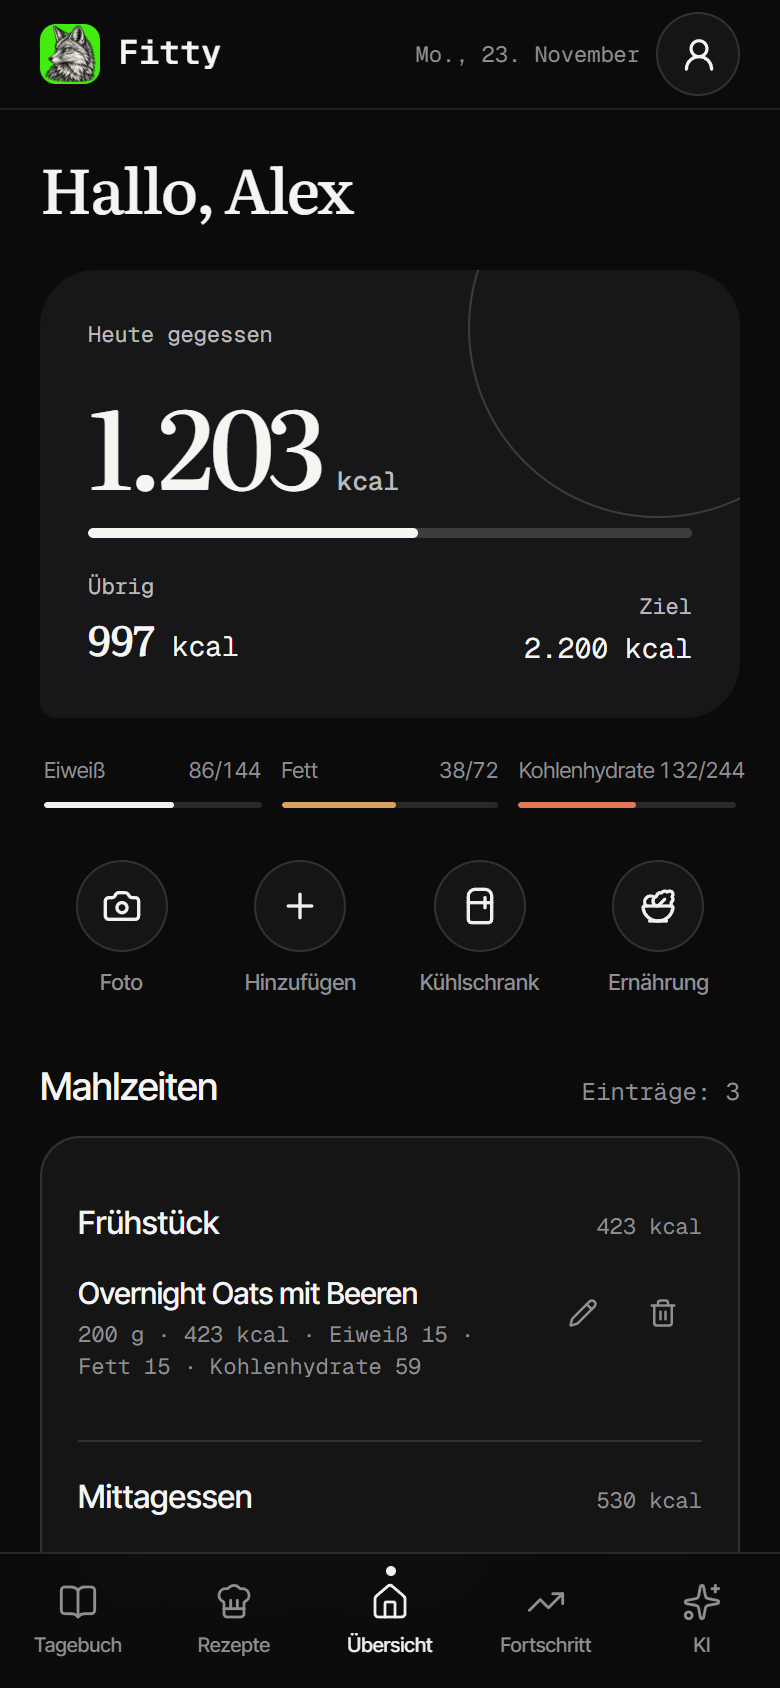 Fitty
Mo., 23. November
Hallo, Alex
Heute gegessen
1.203 kcal
Übrig
997 kcal
Ziel
2.200 kcal
Eiweiß 86/144
Fett 38/72
Kohlenhydrate 132/244
Foto
Hinzufügen
Kühlschrank
Ernährung
Mahlzeiten
Einträge: 3
Frühstück
423 kcal
Overnight Oats mit Beeren
200 g · 423 kcal · Eiweiß 15 ·
Fett 15 · Kohlenhydrate 59
Mittagessen
530 kcal
Tagebuch
Rezepte
Übersicht
Fortschritt
KI